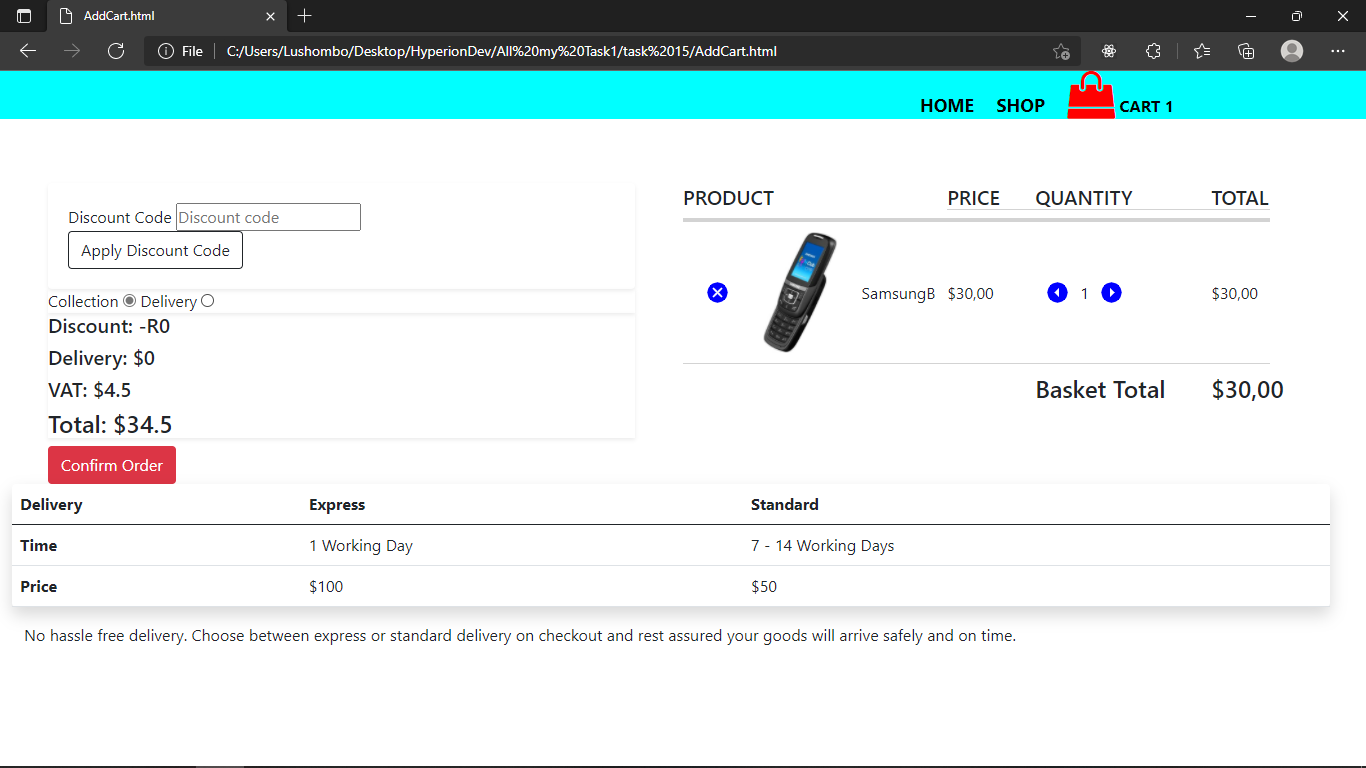 AddCart.html
File
C:/Users/Lushombo/Desktop/HyperionDev/All%20my%20Task1/task%2015/AddCart.html
HOME SHOP CART 1
Discount Code Discount code
Apply Discount Code
Collection Delivery
Discount: -R0
Delivery: $0
VAT: $4.5
Total: $34.5
Confirm Order
PRODUCT PRICE QUANTITY TOTAL
SamsungB $30,00 1 $30,00
Basket Total $30,00
Delivery Express Standard
Time 1 Working Day 7 - 14 Working Days
Price $100 $50
No hassle free delivery. Choose between express or standard delivery on checkout and rest assured your goods will arrive safely and on time.